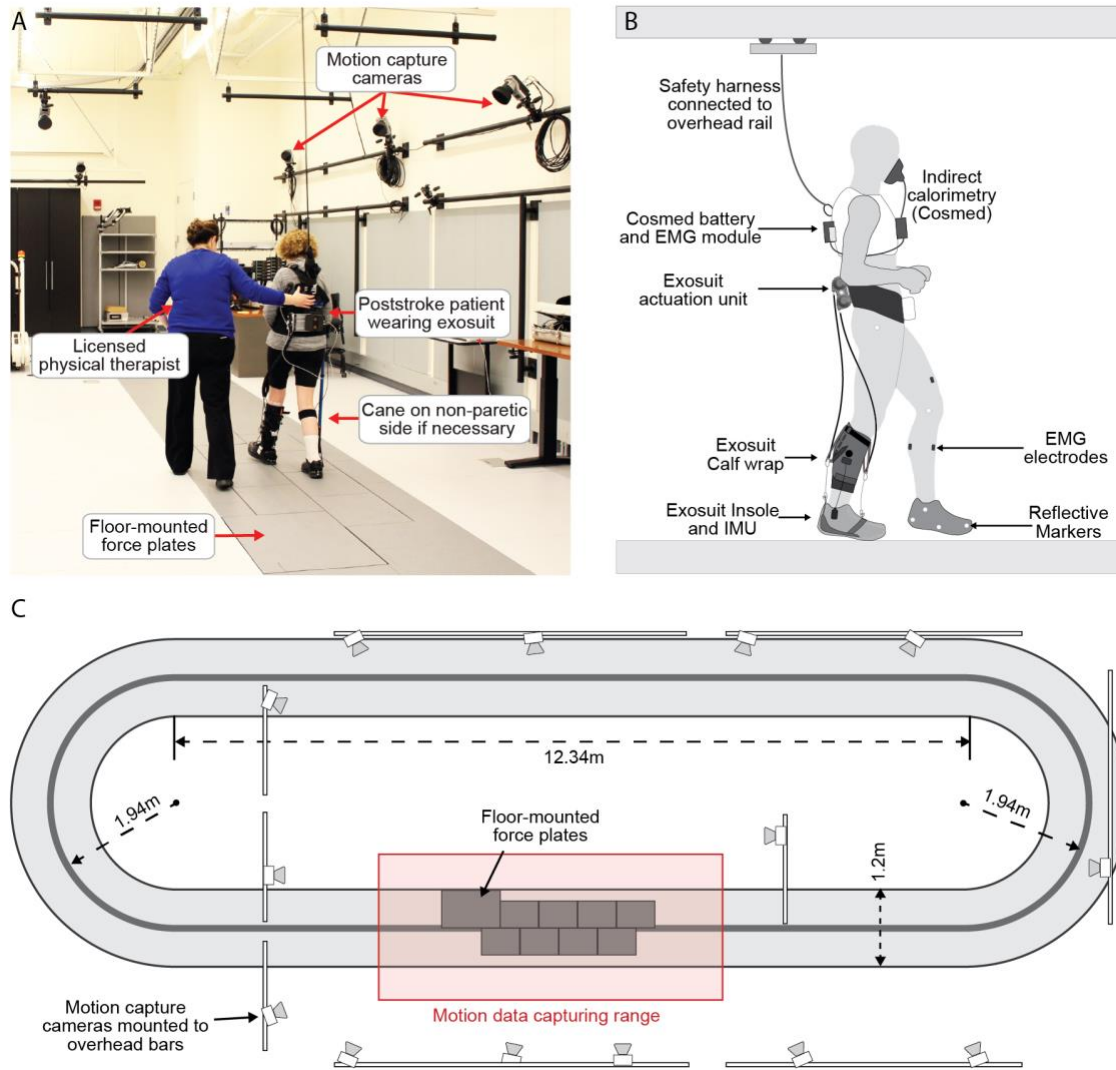 A
Motion capture
cameras
Licensed
physical therapist
Poststroke patient
wearing exosuit
Cane on non-paretic
side if necessary
Floor-mounted
force plates
B
Safety harness
connected to
overhead rail
Indirect
calorimetry
(Cosmed)
Cosmed battery
and EMG module
Exosuit
actuation unit
Exosuit
Calf wrap
EMG
electrodes
Exosuit Insole
and IMU
Reflective
Markers
C
12.34m
1.94m
1.94m
Floor-mounted
force plates
1.2m
Motion capture
cameras mounted to
overhead bars
Motion data capturing range